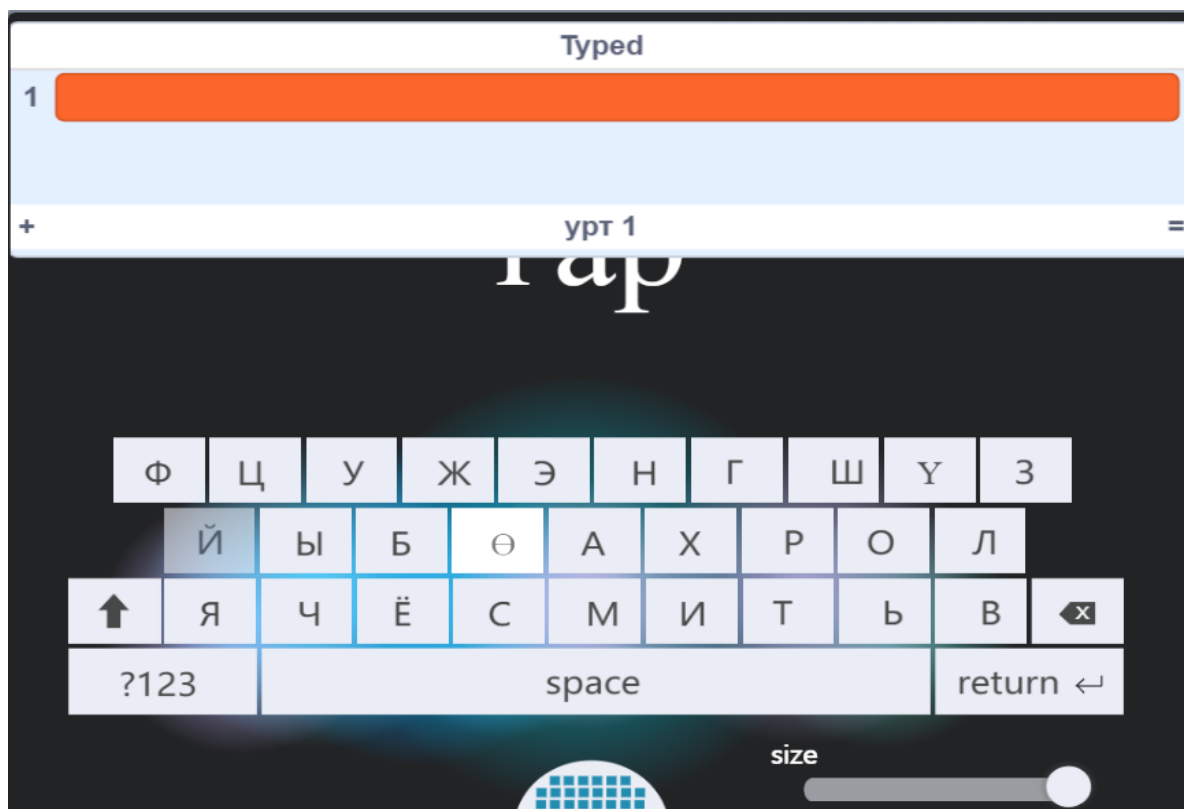 Typed
1
+ урт 1 =
Ф Ц У Ж Э Н Г Ш Ү З
Й Ы Б Ө А Х Р О Л
Я Ч Ё С М И Т Ь В
?123 space return
size